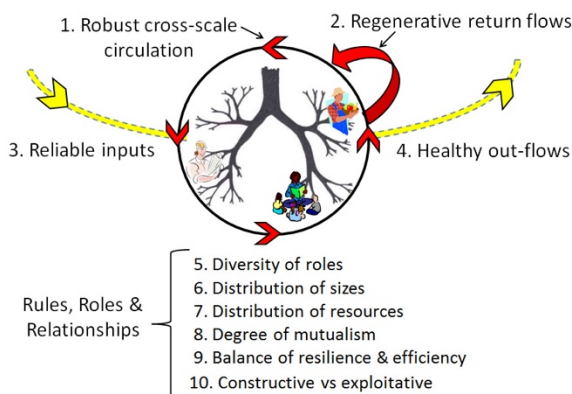 1. Robust cross-scale
circulation
2. Regenerative return flows
3. Reliable inputs
4. Healthy out-flows
Rules, Roles &
Relationships
5. Diversity of roles
6. Distribution of sizes
7. Distribution of resources
8. Degree of mutualism
9. Balance of resilience & efficiency
10. Constructive vs exploitative